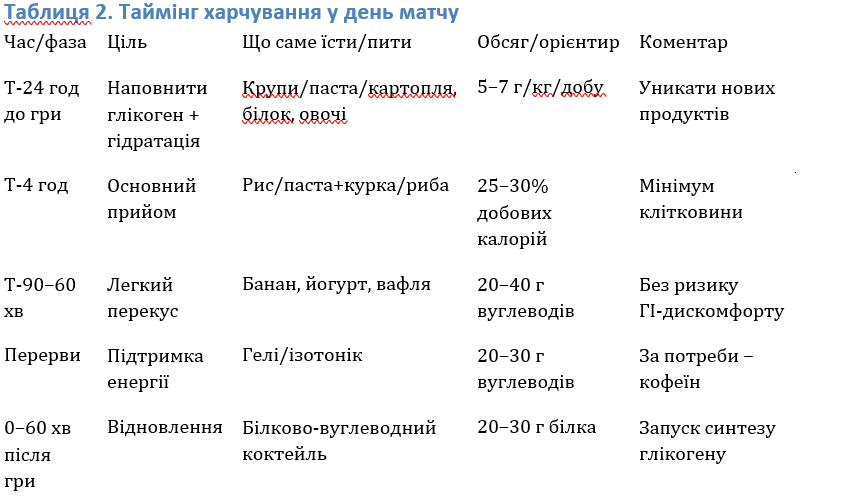 Таблиця 2. Таймінг харчування у день матчу
Час/фаза Ціль Що саме їсти/пити Обсяг/орієнтир Коментар
Т-24 год Наповнити Крупи/паста/картопля, 5–7 г/кг/добу Уникати нових
до гри глікоген + білок, овочі продуктів
гідратація
Т-4 год Основний Рис/паста+курка/риба 25–30% Мінімум
прийом добових клітковини
калорій
Т-90–60 Легкий Банан, йогурт, вафля 20–40 г Без ризику
хв перекус вуглеводів ГІ-дискомфорту
Перерви Підтримка Гелі/ізотонік 20–30 г За потреби –
енергії вуглеводів кофеїн
0–60 хв Відновлення Білково-вуглеводний 20–30 г білка Запуск синтезу
після коктейль глікогену
гри